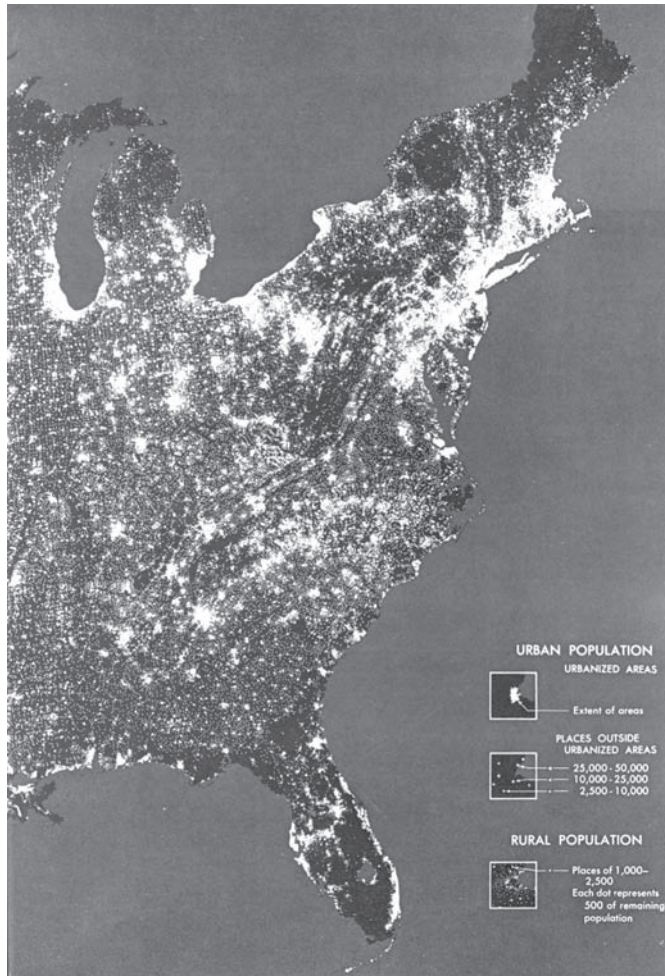 URBAN POPULATION
URBANIZED AREAS
Extent of areas
PLACES OUTSIDE
URBANIZED AREAS
25,000 - 50,000
10,000 - 25,000
2,500 - 10,000
RURAL POPULATION
Places of 1,000–
2,500
Each dot represents
500 of remaining
population